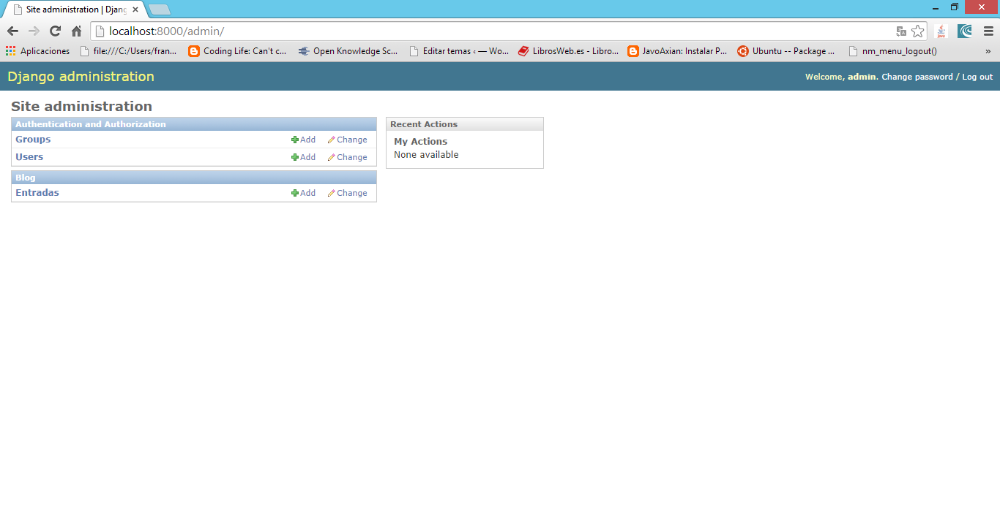 Site administration | Djang
localhost:8000/admin/
Aplicaciones file:///C:/Users/fran... Coding Life: Can't c... Open Knowledge Sc... Editar temas ‹ — Wo... LibrosWeb.es - Libro... JavoAxian: Instalar P... Ubuntu -- Package ... nm_menu_logout() »
Django administration
Welcome, admin. Change password / Log out
Site administration
Authentication and Authorization
Groups Add Change
Users Add Change
Blog
Entradas Add Change
Recent Actions
My Actions
None available